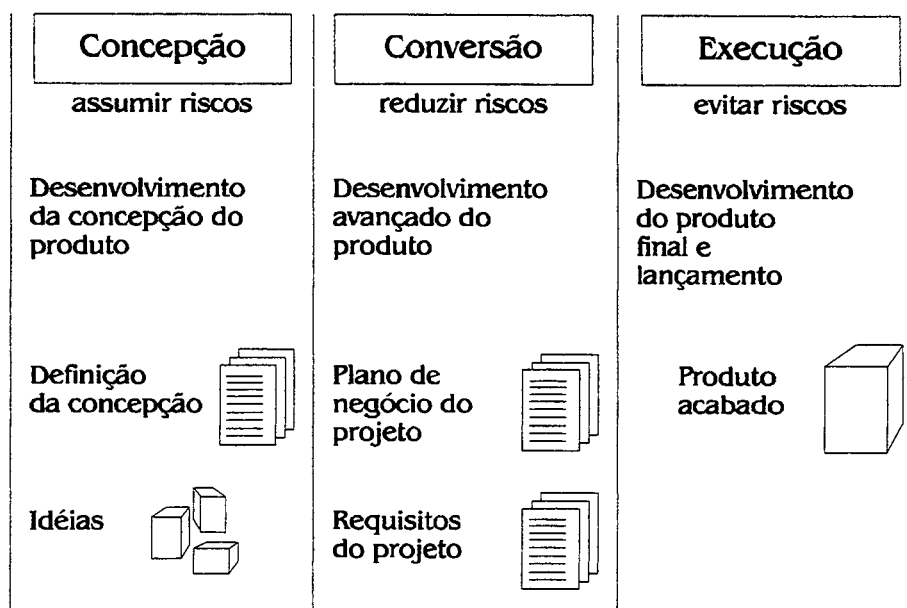 Concepção
assumir riscos
Desenvolvimento
da concepção do
produto
Definição
da concepção
Idéias
Conversão
reduzir riscos
Desenvolvimento
avançado do
produto
Plano de
negócio do
projeto
Requisitos
do projeto
Execução
evitar riscos
Desenvolvimento
do produto
final e
lançamento
Produto
acabado